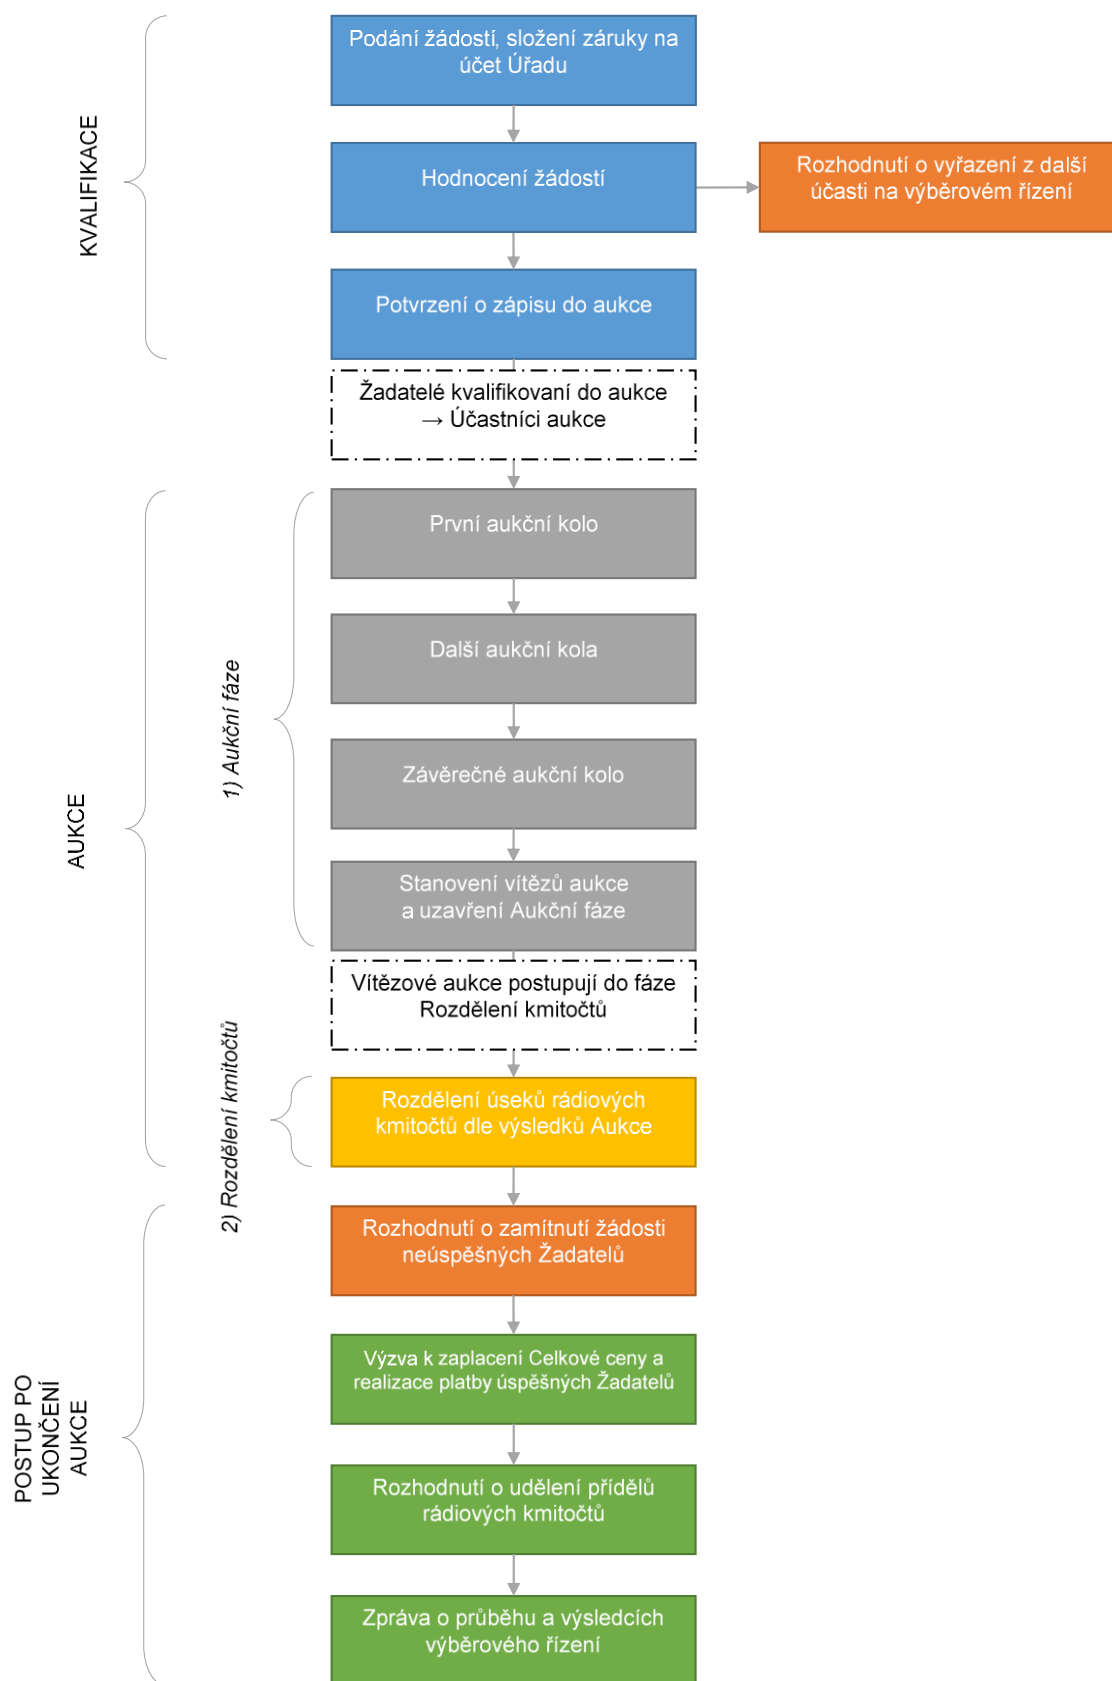 KVALIFIKACE
Podání žádostí, složení záruky na
účet Úřadu
Hodnocení žádostí
Rozhodnutí o vyřazení z další
účasti na výběrovém řízení
Potvrzení o zápisu do aukce
Žadatelé kvalifikovaní do aukce
→ Účastníci aukce
AUKCE
1) Aukční fáze
První aukční kolo
Další aukční kola
Závěrečné aukční kolo
Stanovení vítězů aukce
a uzavření Aukční fáze
Vítězové aukce postupují do fáze
Rozdělení kmitočtů
2) Rozdělení kmitočtů
Rozdělení úseků rádiových
kmitočtů dle výsledků Aukce
POSTUP PO
UKONČENÍ
AUKCE
Rozhodnutí o zamítnutí žádosti
neúspěšných Žadatelů
Výzva k zaplacení Celkové ceny a
realizace platby úspěšných Žadatelů
Rozhodnutí o udělení přídělů
rádiových kmitočtů
Zpráva o průběhu a výsledcích
výběrového řízení